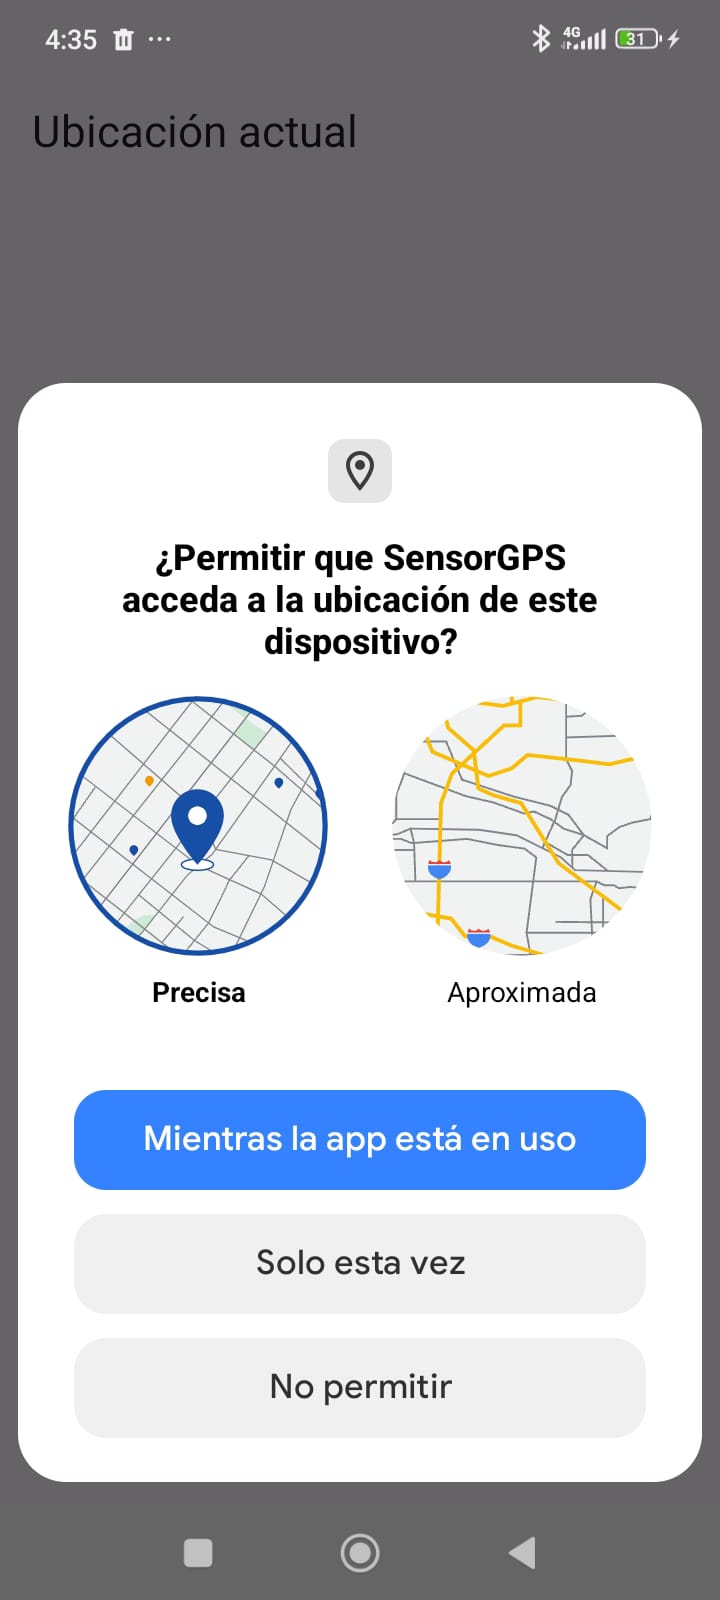 4:35
4G
31
Ubicación actual
¿Permitir que SensorGPS
acceda a la ubicación de este
dispositivo?
Precisa
Aproximada
Mientras la app está en uso
Solo esta vez
No permitir